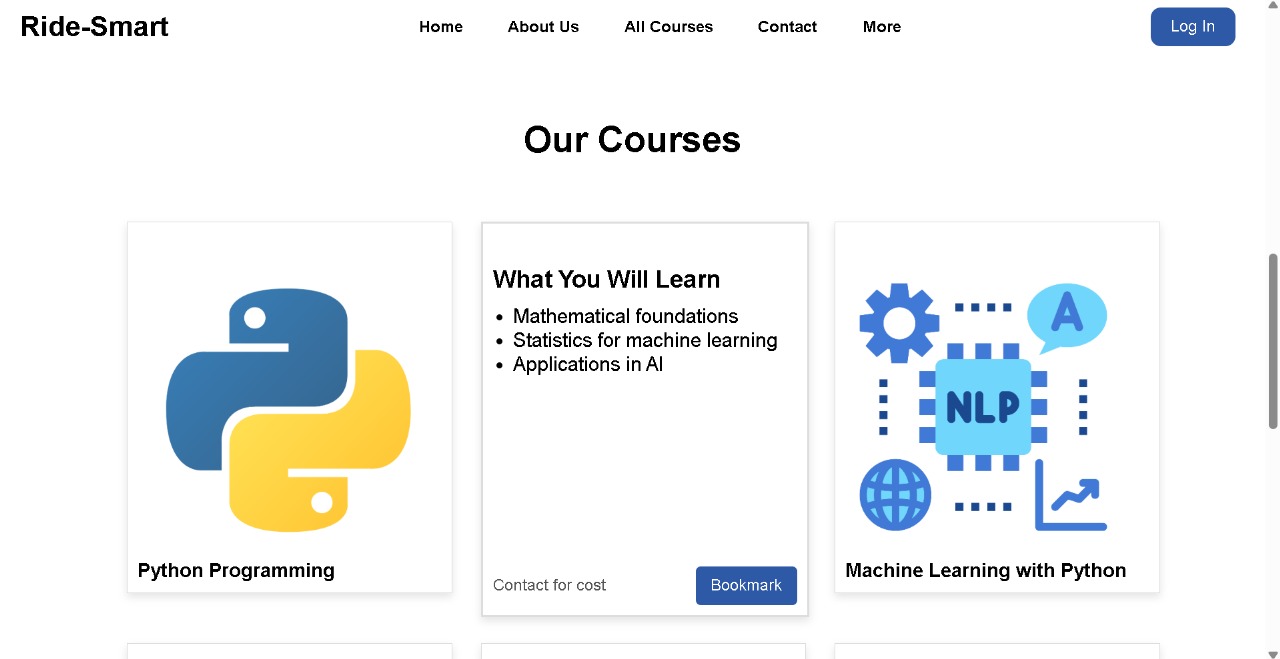 Ride-Smart
Home
About Us
All Courses
Contact
More
Log In
Our Courses
Python Programming
What You Will Learn
Mathematical foundations
Statistics for machine learning
Applications in AI
Contact for cost
Bookmark
A
NLP
Machine Learning with Python